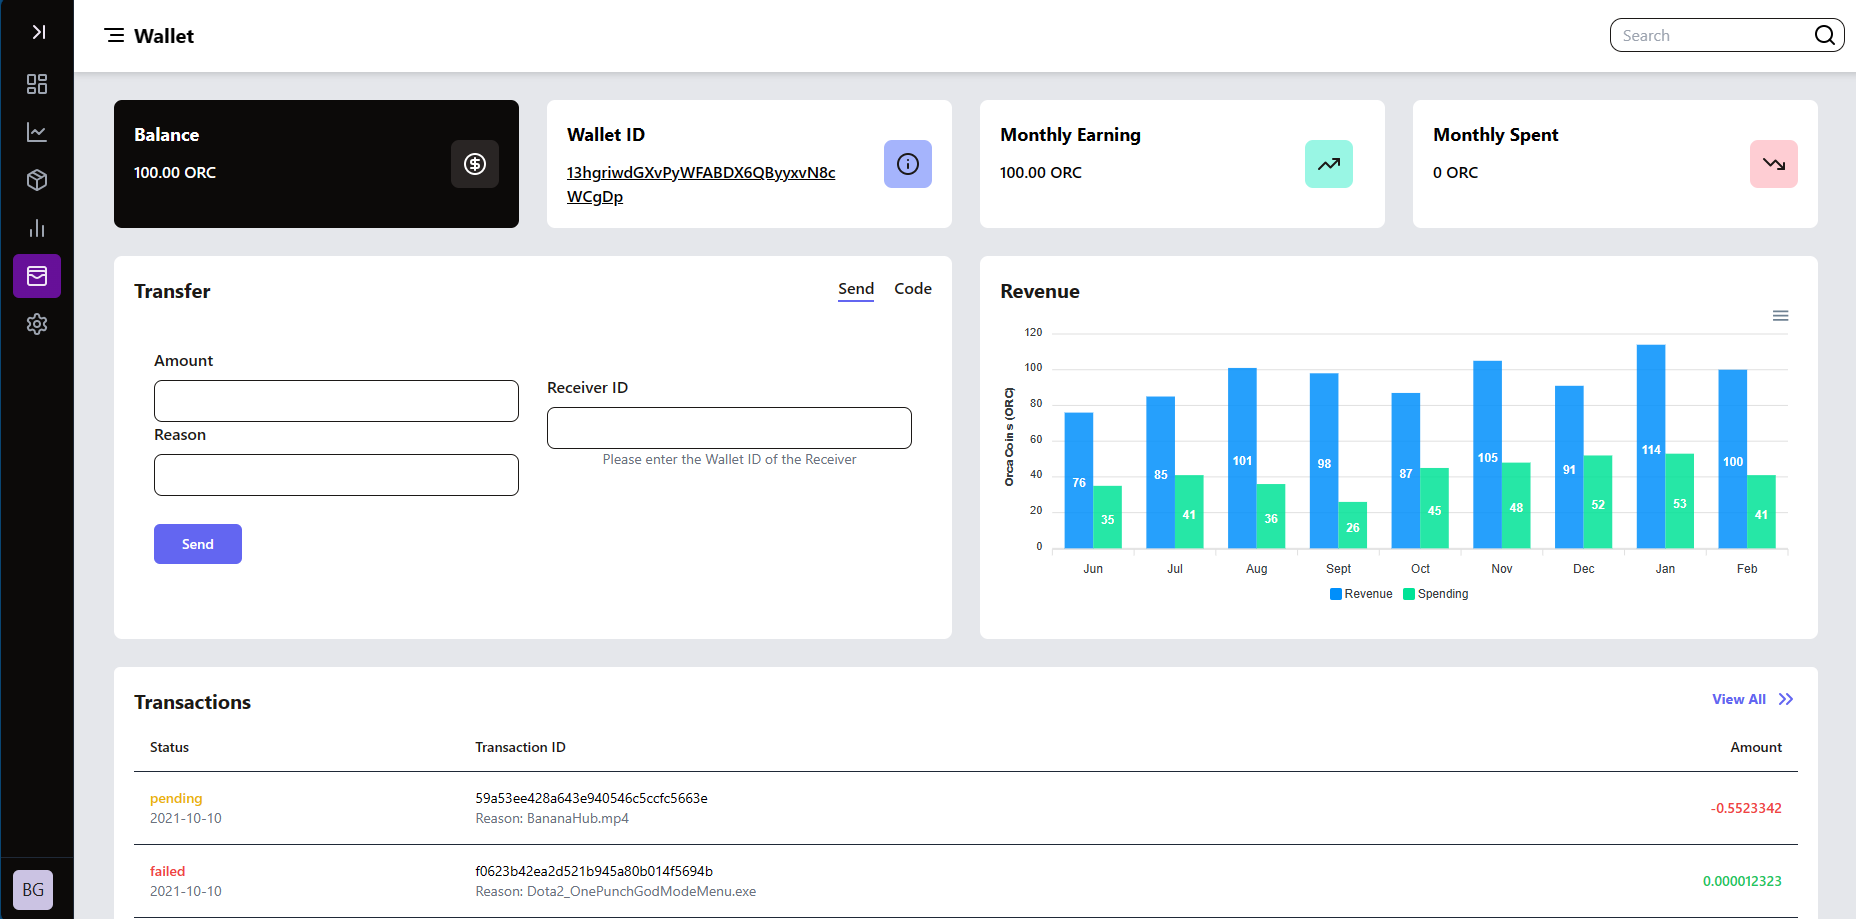 Wallet
Search
Balance
100.00 ORC
Wallet ID
13hgriwdGXvPyWFABDX6QByyxvN8c
WCgDp
Monthly Earning
100.00 ORC
Monthly Spent
0 ORC
Transfer
Send
Code
Amount
Reason
Receiver ID
Please enter the Wallet ID of the Receiver
Send
Revenue
Orca Coins (ORC)
120
100
80
60
40
20
0
76
35
85
41
101
36
98
26
87
45
105
48
91
52
114
53
100
41
Jun
Jul
Aug
Sept
Oct
Nov
Dec
Jan
Feb
Revenue
Spending
Transactions
View All
Status
Transaction ID
Amount
pending
2021-10-10
59a53ee428a643e940546c5ccfc5663e
Reason: BananaHub.mp4
-0.5523342
failed
2021-10-10
f0623b42ea2d521b945a80b014f5694b
Reason: Dota2_OnePunchGodModeMenu.exe
0.000012323
BG